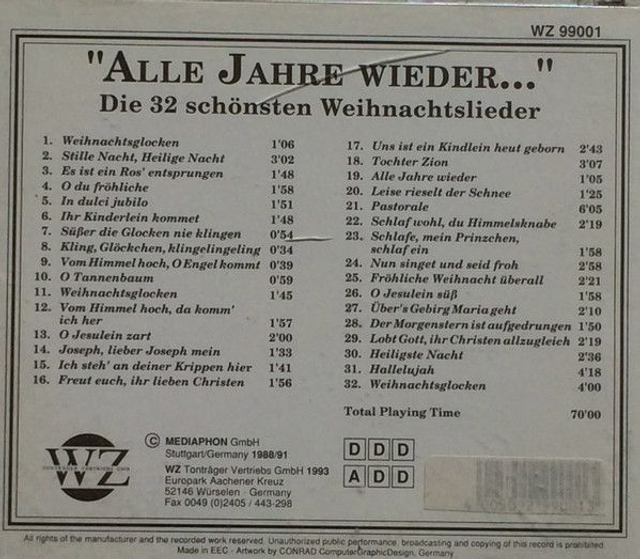 WZ 99001
"ALLE JAHRE WIEDER..."
Die 32 schönsten Weihnachtslieder
1. Weihnachtsglocken 1'06
2. Stille Nacht, Heilige Nacht 3'02
3. Es ist ein Ros' entsprungen 1'48
4. O du fröhliche 1'58
5. In dulci jubilo 1'51
6. Ihr Kinderlein kommet 1'48
7. Süßer die Glocken nie klingen 0'54
8. Kling, Glöckchen, klingelingeling 0'34
9. Vom Himmel hoch, O Engel kommt 0'39
10. O Tannenbaum 0'59
11. Weihnachtsglocken 1'45
12. Vom Himmel hoch, da komm'
ich her 1'57
13. O Jesulein zart 2'00
14. Joseph, lieber Joseph mein 1'33
15. Ich steh' an deiner Krippen hier 1'41
16. Freut euch, ihr lieben Christen 1'56
17. Uns ist ein Kindlein heut geborn 2'43
18. Tochter Zion 3'07
19. Alle Jahre wieder 1'05
20. Leise rieselt der Schnee 1'25
21. Pastorale 6'05
22. Schlaf wohl, du Himmelsknabe 2'19
23. Schlafe, mein Prinzchen,
schlaf ein 1'58
24. Nun singet und seid froh 2'58
25. Fröhliche Weihnacht überall 2'21
26. O Jesulein süß 1'58
27. Über's Gebirg Maria geht 2'10
28. Der Morgenstern ist aufgedrungen 1'50
29. Lobt Gott, ihr Christen allzugleich 2'19
30. Heiligste Nacht 2'36
31. Hallelujah 4'18
32. Weihnachtsglocken 4'00
Total Playing Time 70'00
WZ
© MEDIAPHON GmbH
Stuttgart/Germany 1988/91
WZ Tonträger Vertriebs GmbH 1993
Europark Aachener Kreuz
52146 Würselen · Germany
Fax 0049 (0)2405 / 443-298
D D D
A D D
All rights of the manufacturer and the recorded work reserved. Unauthorized public performance, broadcasting and copying of this record is prohibited.
Made in EEC - Artwork by CONRAD ComputerGraphicDesign, Germany